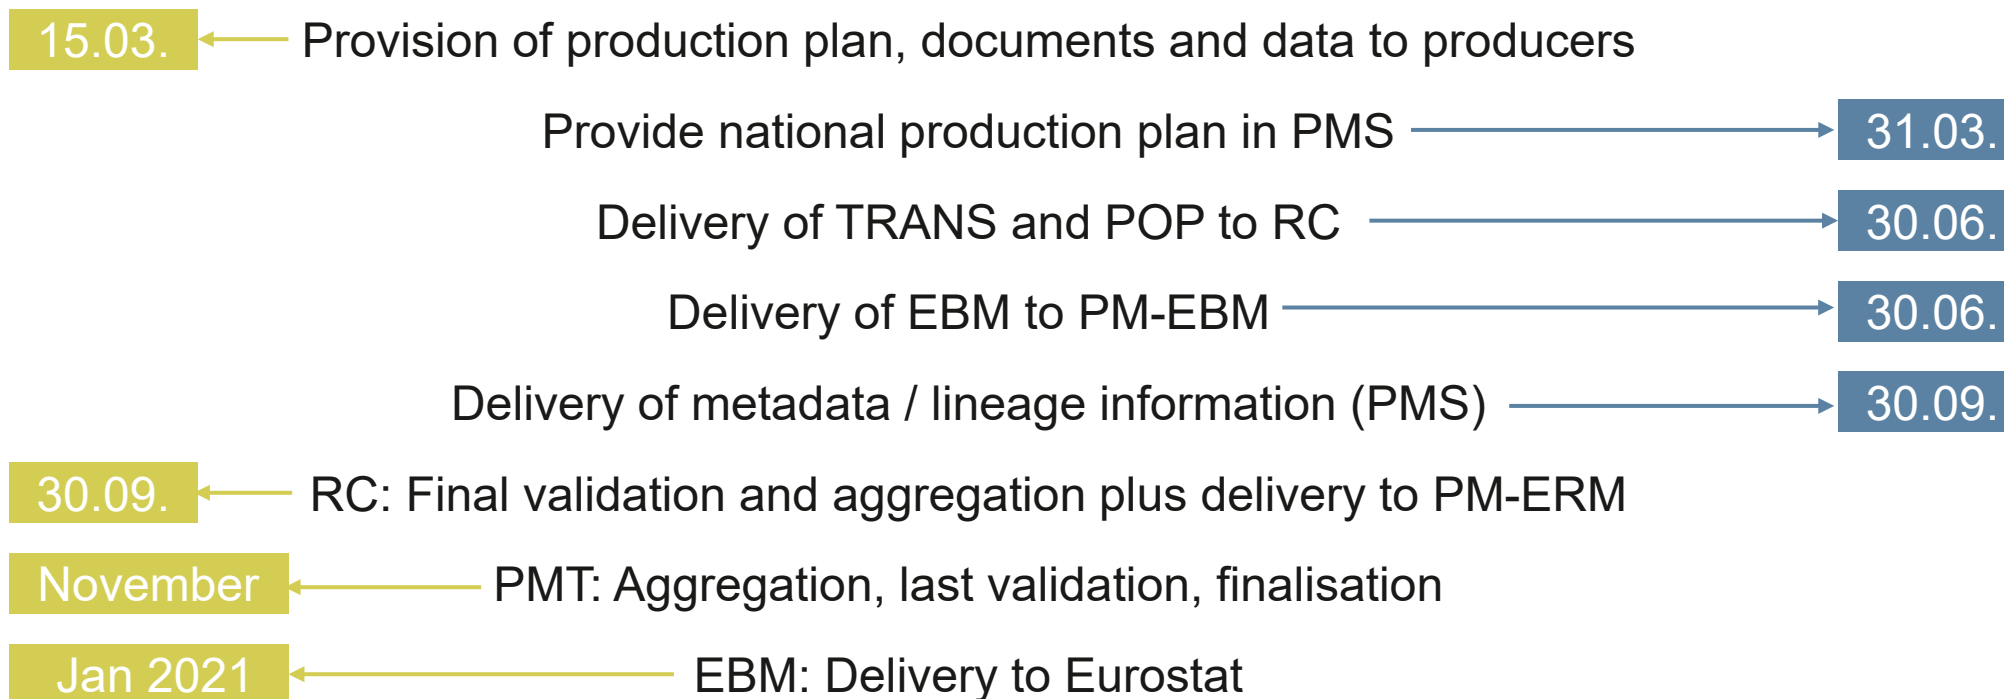 15.03. Provision of production plan, documents and data to producers
Provide national production plan in PMS 31.03.
Delivery of TRANS and POP to RC 30.06.
Delivery of EBM to PM-EBM 30.06.
Delivery of metadata / lineage information (PMS) 30.09.
30.09. RC: Final validation and aggregation plus delivery to PM-ERM
November PMT: Aggregation, last validation, finalisation
Jan 2021 EBM: Delivery to Eurostat